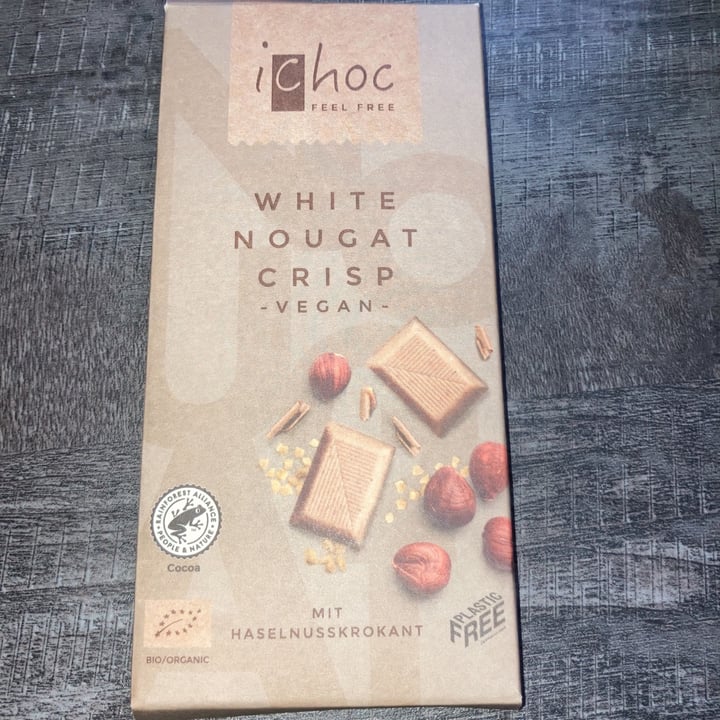 iChoc
FEEL FREE
WHITE
NOUGAT
CRISP
-VEGAN-
RAINFOREST ALLIANCE
PEOPLE & NATURE
Cocoa
BIO/ORGANIC
MIT
HASELNUSSKROKANT
PLASTIC
FREE